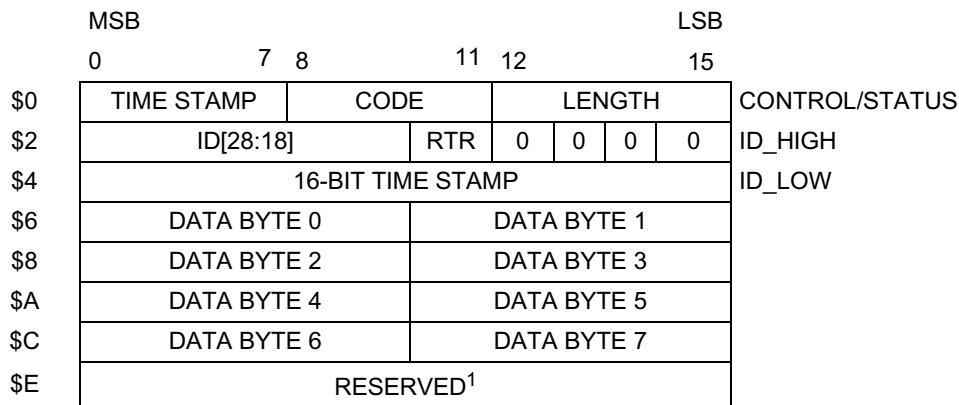 MSB LSB
0 7 8 11 12 15
$0 TIME STAMP CODE LENGTH CONTROL/STATUS
$2 ID[28:18] RTR 0 0 0 0 ID_HIGH
$4 16-BIT TIME STAMP ID_LOW
$6 DATA BYTE 0 DATA BYTE 1
$8 DATA BYTE 2 DATA BYTE 3
$A DATA BYTE 4 DATA BYTE 5
$C DATA BYTE 6 DATA BYTE 7
$E RESERVED1